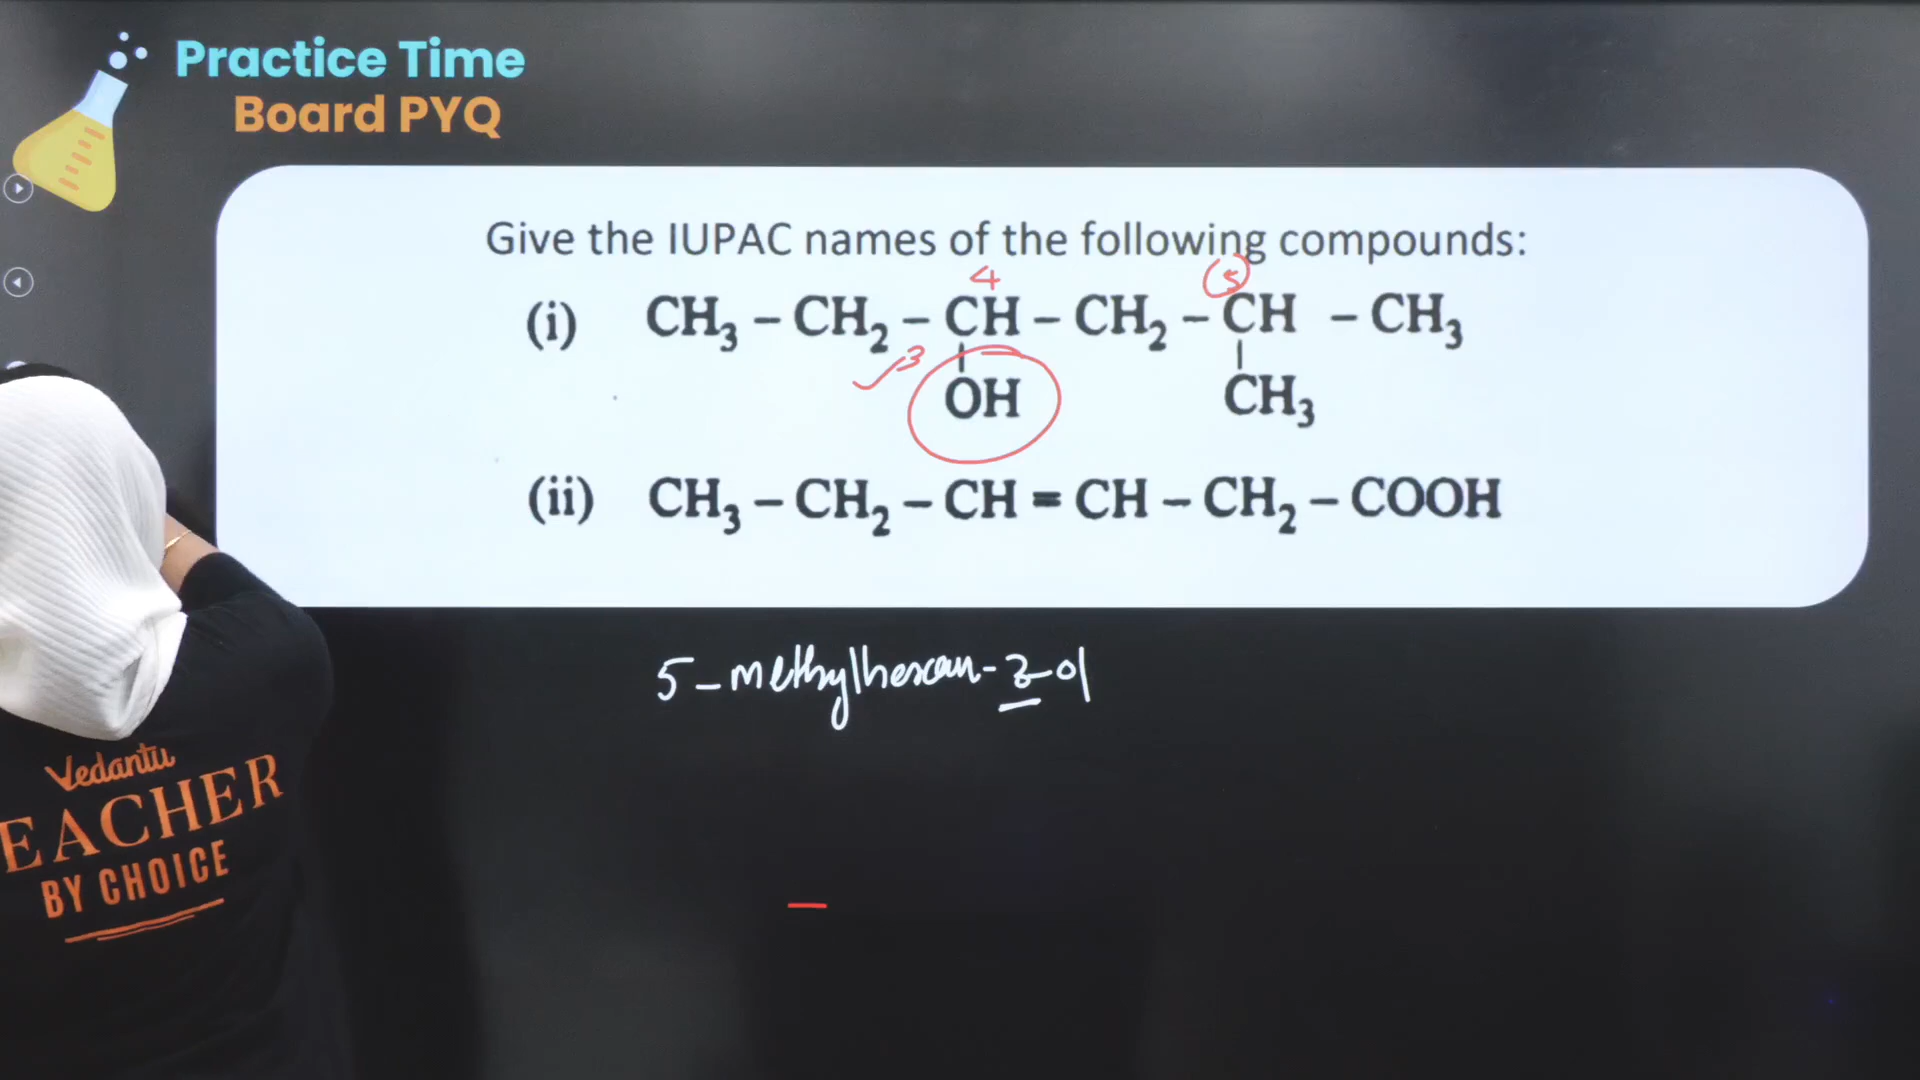 Practice Time
Board PYQ
Give the IUPAC names of the following compounds:
4 5
(i) CH₃ – CH₂ – CH – CH₂ – CH – CH₃
3
OH CH₃
(ii) CH₃ – CH₂ – CH = CH – CH₂ – COOH
5-methylhexan-3-ol
Vedantu
EACHER
BY CHOICE